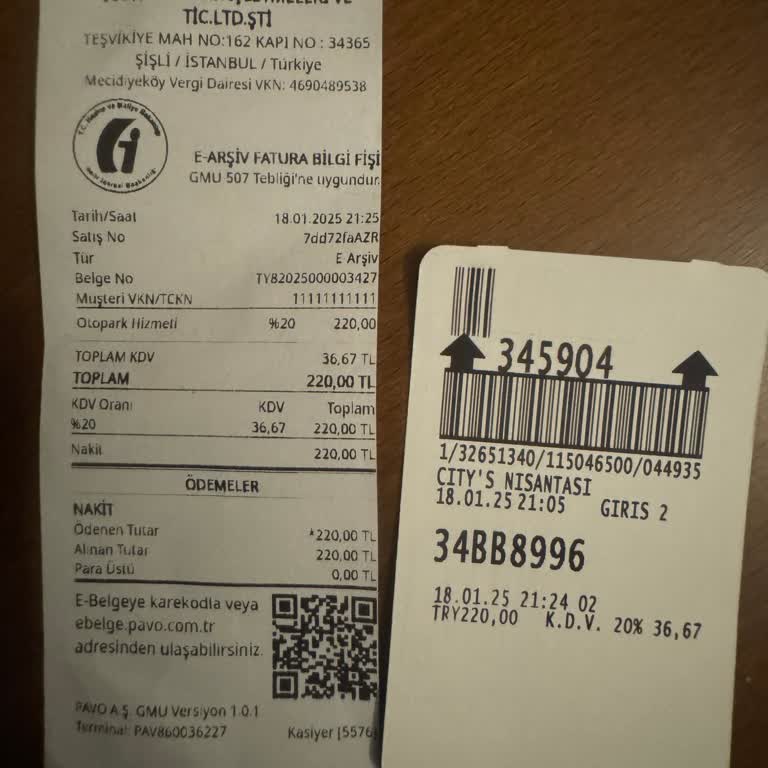 TİC.LTD.ŞTİ
TEŞVİKİYE MAH NO:162 KAPI NO : 34365
ŞİŞLİ / İSTANBUL / Türkiye
Mecidiyeköy Vergi Dairesi VKN: 4690489538
E-ARŞİV FATURA BİLGİ FİŞİ
GMU 507 Tebliği'ne uygundur.
Tarih/Saat 18.01.2025 21:25
Satış No 7dd72faAZR
Tür E Arşiv
Belge No TY82025000003427
Müşteri VKN/TCKN 11111111111
Otopark Hizmeti %20 220,00
TOPLAM KDV 36,67 TL
TOPLAM 220,00 TL
KDV Oranı KDV Toplam
%20 36,67 220,00 TL
Nakit 220,00 TL
ÖDEMELER
NAKİT
Ödenen Tutar *220,00 TL
Alınan Tutar 220,00 TL
Para Üstü 0,00 TL
E-Belgeye karekodla veya
ebelge.pavo.com.tr
adresinden ulaşabilirsiniz.
PAVO A.Ş. GMU Versiyon 1.0.1
Terminal: PAV860036227 Kasiyer [5576]
345904
1/32651340/115046500/044935
CITY'S NISANTASI
18.01.25 21:05 GIRIS 2
34BB8996
18.01.25 21:24 02
TRY220,00 K.D.V. 20% 36,67